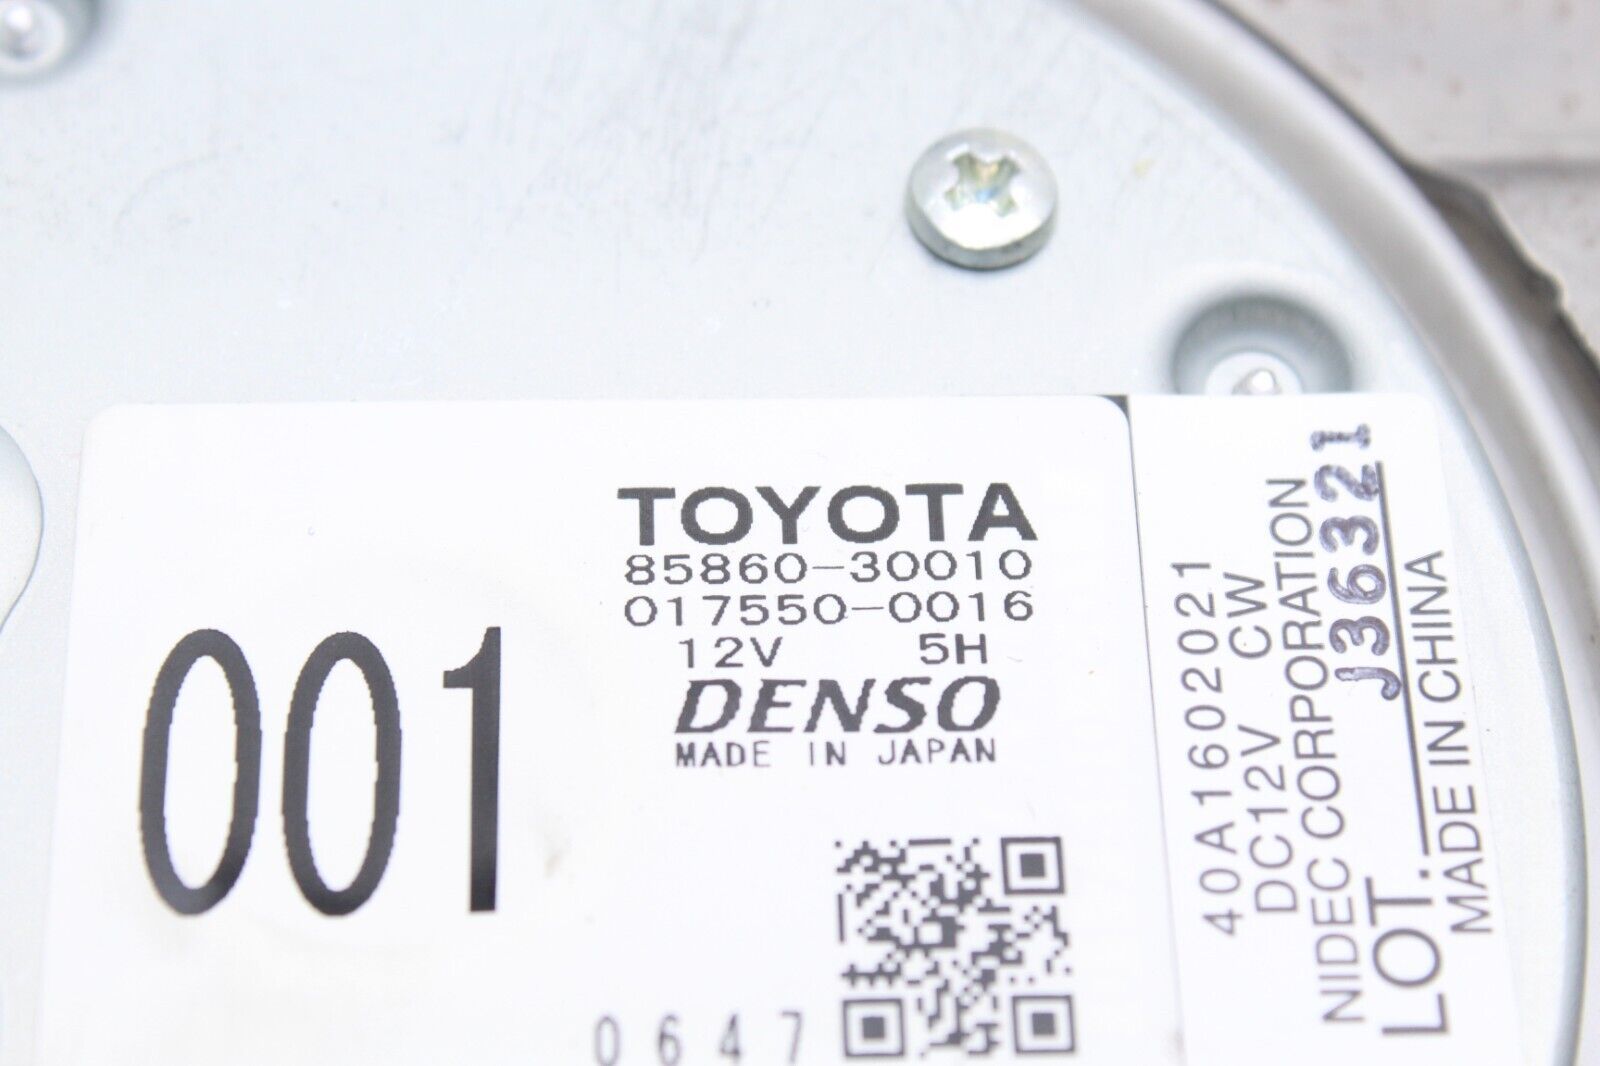 001
TOYOTA
85860-30010
017550-0016
12V 5H
DENSO
MADE IN JAPAN
0647
40A1602021
DC12V CW
NIDEC CORPORATION
LOT. J36321
MADE IN CHINA